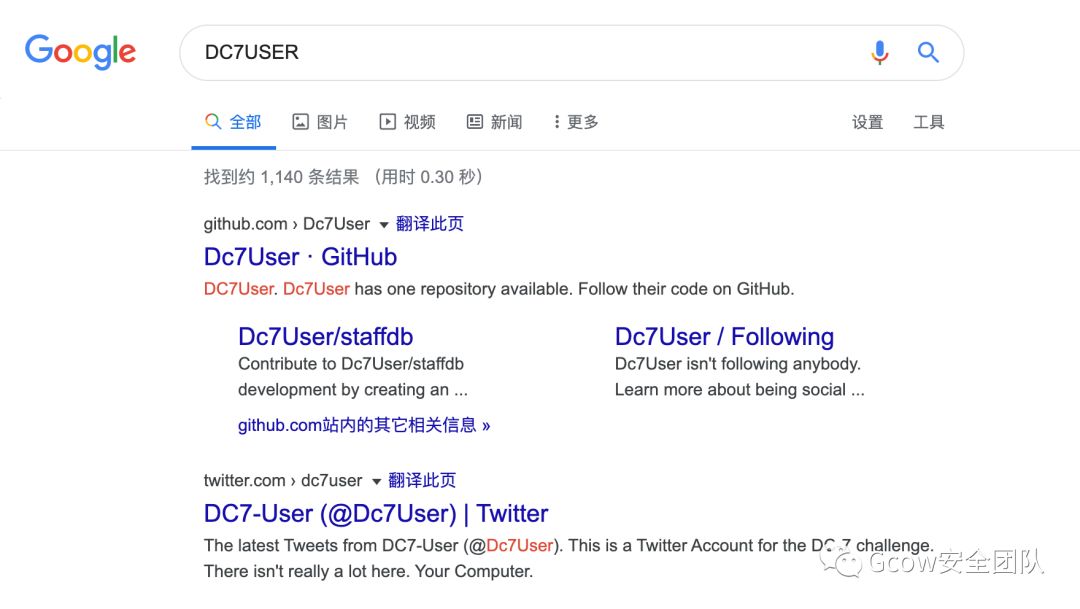 Google
DC7USER
全部 图片 视频 新闻 更多 设置 工具
找到约 1,140 条结果 （用时 0.30 秒）
github.com › Dc7User ▾ 翻译此页
Dc7User · GitHub
DC7User. Dc7User has one repository available. Follow their code on GitHub.
Dc7User/staffdb
Contribute to Dc7User/staffdb
development by creating an ...
Dc7User / Following
Dc7User isn't following anybody.
Learn more about being social ...
github.com站内的其它相关信息 »
twitter.com › dc7user ▾ 翻译此页
DC7-User (@Dc7User) | Twitter
The latest Tweets from DC7-User (@Dc7User). This is a Twitter Account for the DC-7 challenge.
There isn't really a lot here. Your Computer.
Gcow安全团队